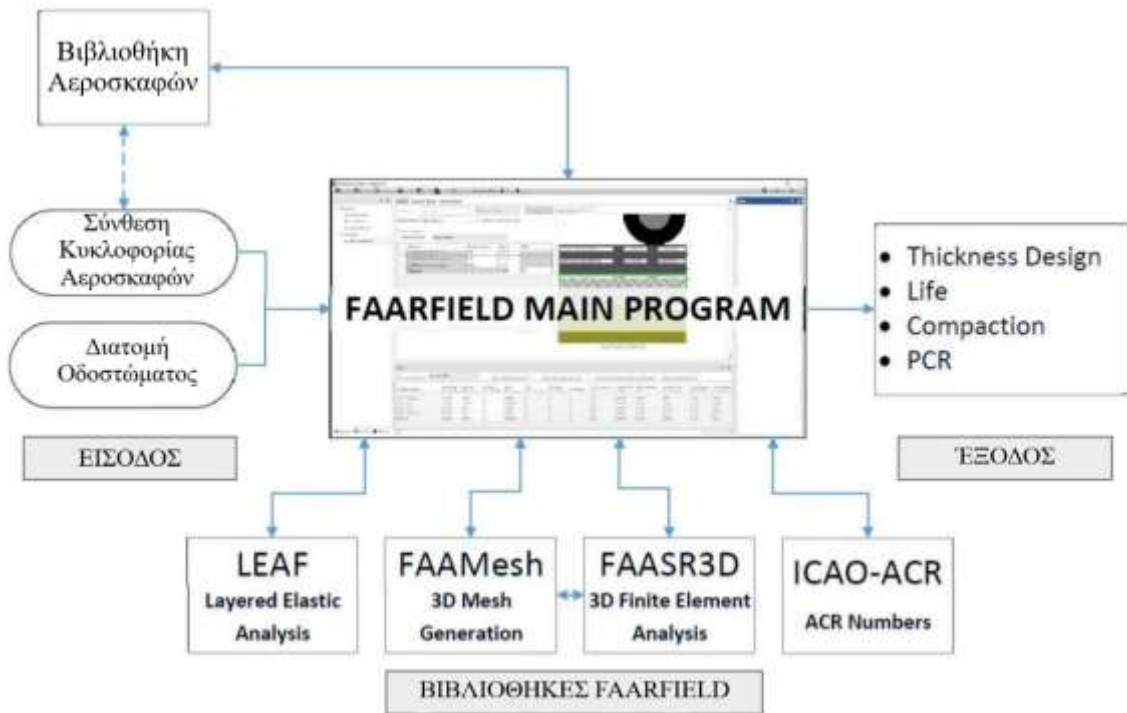 Βιβλιοθήκη
Αεροσκαφών
Σύνθεση
Κυκλοφορίας
Αεροσκαφών
Διατομή
Οδοστώματος
ΕΙΣΟΔΟΣ
FAARFIELD MAIN PROGRAM
• Thickness Design
• Life
• Compaction
• PCR
ΈΞΟΔΟΣ
LEAF
Layered Elastic
Analysis
FAAMesh
3D Mesh
Generation
FAASR3D
3D Finite Element
Analysis
ICAO-ACR
ACR Numbers
ΒΙΒΛΙΟΘΗΚΕΣ FAARFIELD